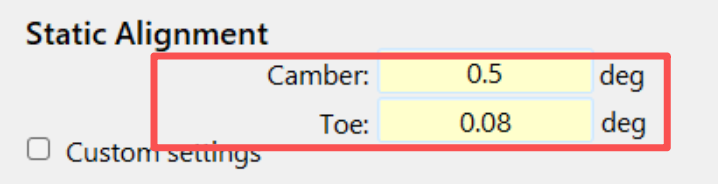 Static Alignment
Camber: 0.5 deg
Toe: 0.08 deg
Custom settings